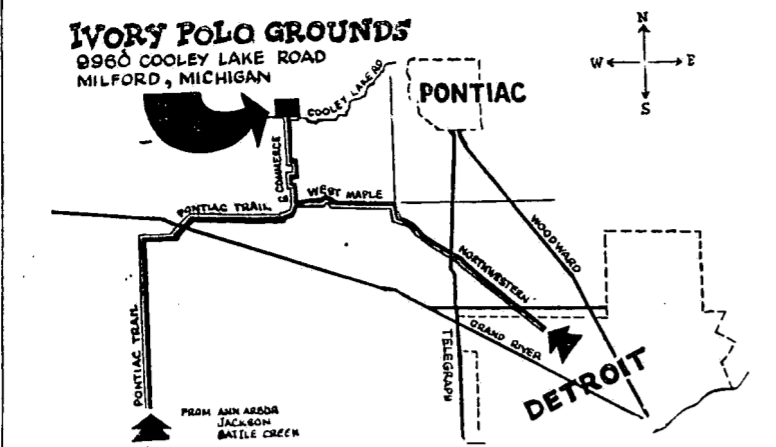 IVORY POLO GROUNDS
9960 COOLEY LAKE ROAD
MILFORD, MICHIGAN
N
W E
S
PONTIAC
COOLEY LAKE RD
COMMERCE
WEST MAPLE
PONTIAC TRAIL
WOODWARD
NORTHWESTERN
GRAND RIVER
TELEGRAPH
DETROIT
PONTIAC TRAIL
FROM ANN ARBOR
JACKSON
BATTLE CREEK